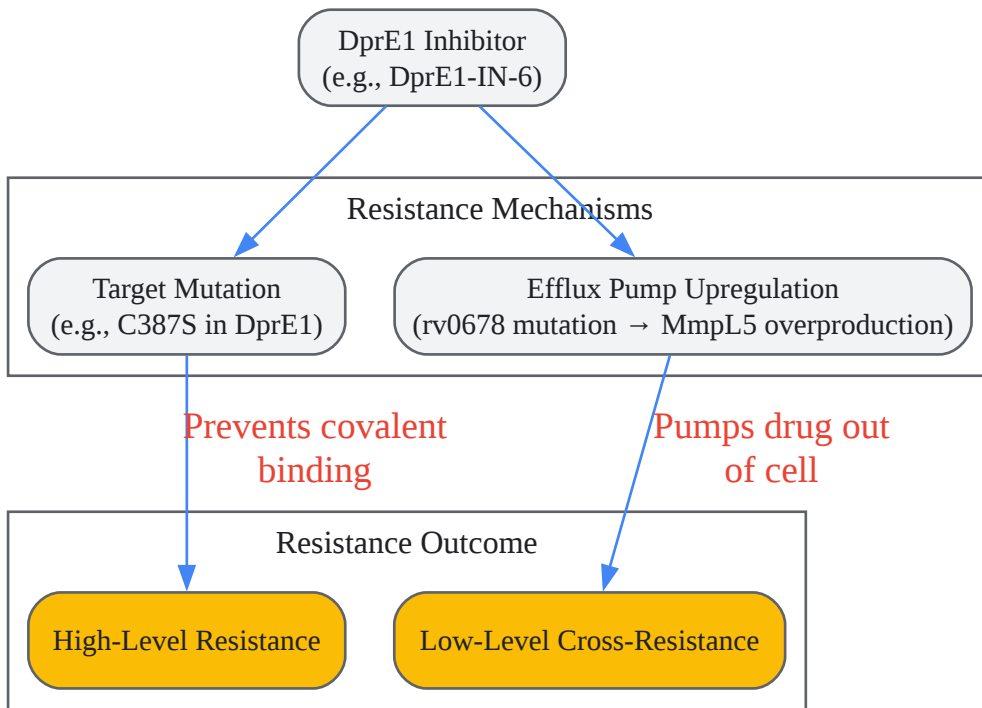 DprE1 Inhibitor
(e.g., DprE1-IN-6)
Resistance Mechanisms
Target Mutation
(e.g., C387S in DprE1)
Efflux Pump Upregulation
(rv0678 mutation → MmpL5 overproduction)
Prevents covalent
binding
Pumps drug out
of cell
Resistance Outcome
High-Level Resistance
Low-Level Cross-Resistance